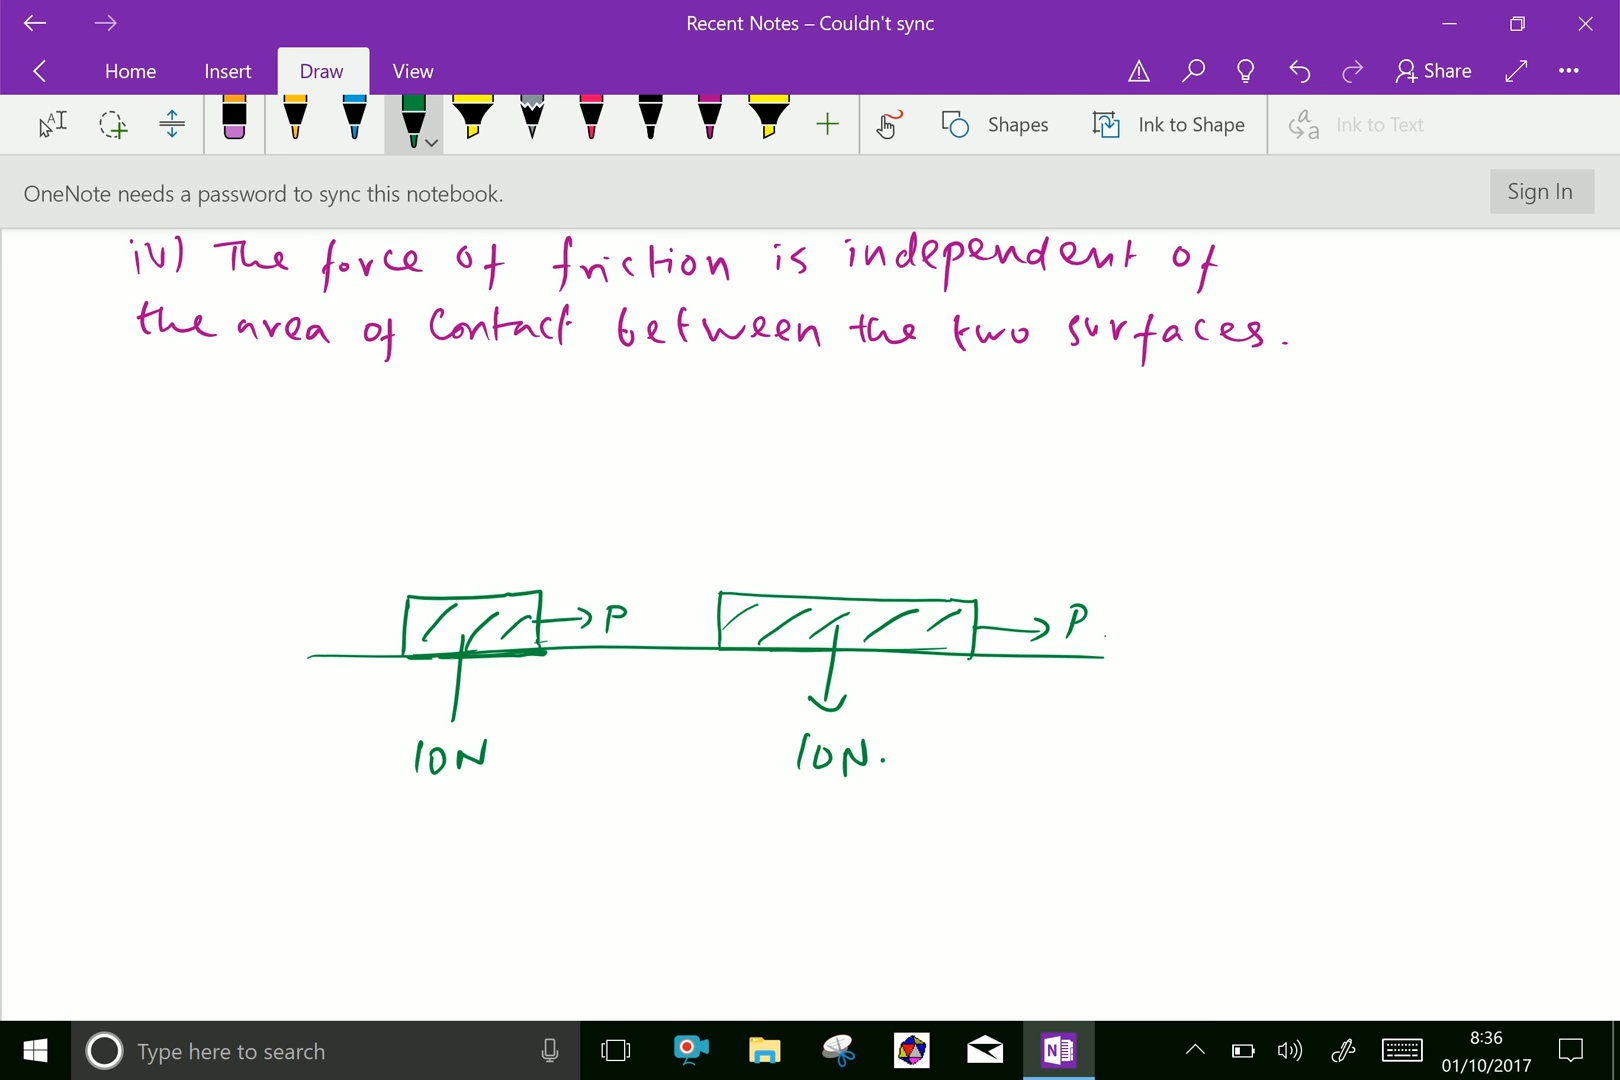 Recent Notes – Couldn't sync
Home Insert Draw View Share
Shapes Ink to Shape Ink to Text
OneNote needs a password to sync this notebook. Sign In
iv) The force of friction is independent of
the area of contact between the two surfaces.
P P.
10N 10N.
Type here to search
8:36
01/10/2017